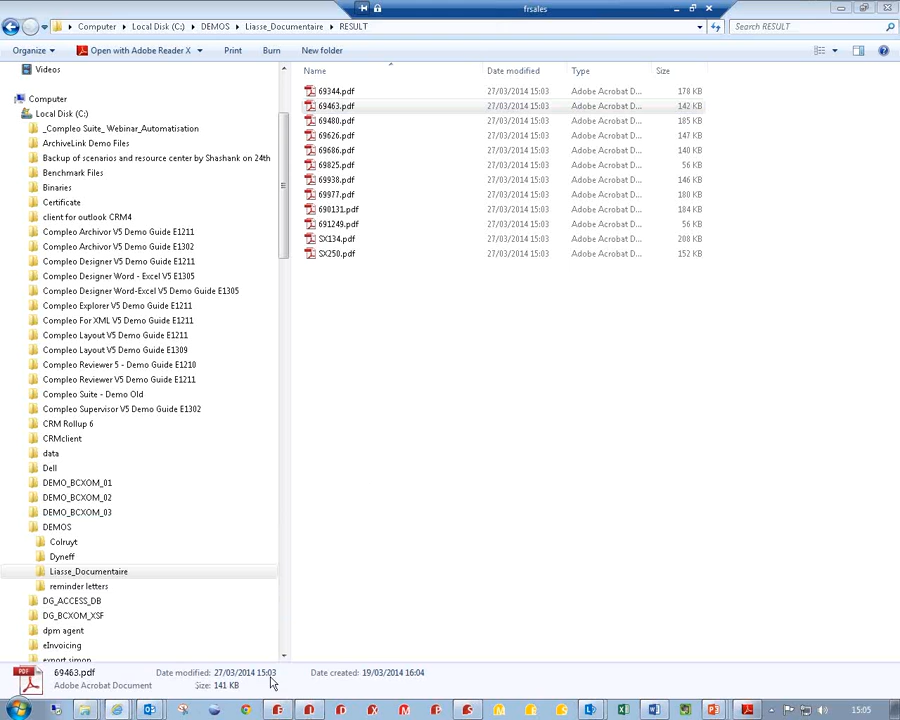 frsales
Computer Local Disk (C:) DEMOS Liasse_Documentaire RESULT
Search RESULT
Organize Open with Adobe Reader X Print Burn New folder
Name Date modified Type Size
69344.pdf 27/03/2014 15:03 Adobe Acrobat D... 178 KB
69463.pdf 27/03/2014 15:03 Adobe Acrobat D... 142 KB
69480.pdf 27/03/2014 15:03 Adobe Acrobat D... 185 KB
69626.pdf 27/03/2014 15:03 Adobe Acrobat D... 147 KB
69686.pdf 27/03/2014 15:03 Adobe Acrobat D... 140 KB
69825.pdf 27/03/2014 15:03 Adobe Acrobat D... 56 KB
69938.pdf 27/03/2014 15:03 Adobe Acrobat D... 146 KB
69977.pdf 27/03/2014 15:03 Adobe Acrobat D... 180 KB
690131.pdf 27/03/2014 15:03 Adobe Acrobat D... 184 KB
691249.pdf 27/03/2014 15:03 Adobe Acrobat D... 56 KB
SX134.pdf 27/03/2014 15:03 Adobe Acrobat D... 208 KB
SX250.pdf 27/03/2014 15:03 Adobe Acrobat D... 152 KB
Videos
Computer
Local Disk (C:)
_Compleo Suite_ Webinar_Automatisation
ArchiveLink Demo Files
Backup of scenarios and resource center by Shashank on 24th
Benchmark Files
Binaries
Certificate
client for outlook CRM4
Compleo Archivor V5 Demo Guide E1211
Compleo Archivor V5 Demo Guide E1302
Compleo Designer V5 Demo Guide E1211
Compleo Designer Word - Excel V5 E1305
Compleo Designer Word-Excel V5 Demo Guide E1305
Compleo Explorer V5 Demo Guide E1211
Compleo For XML V5 Demo Guide E1211
Compleo Layout V5 Demo Guide E1211
Compleo Layout V5 Demo Guide E1309
Compleo Reviewer 5 - Demo Guide E1210
Compleo Reviewer V5 Demo Guide E1211
Compleo Suite - Demo Old
Compleo Supervisor V5 Demo Guide E1302
CRM Rollup 6
CRMclient
data
Dell
DEMO_BCXOM_01
DEMO_BCXOM_02
DEMO_BCXOM_03
DEMOS
Colruyt
Dyneff
Liasse_Documentaire
reminder letters
DG_ACCESS_DB
DG_BCXOM_XSF
dpm agent
eInvoicing
export simon
69463.pdf Date modified: 27/03/2014 15:03 Date created: 19/03/2014 16:04
Adobe Acrobat Document Size: 141 KB
15:05